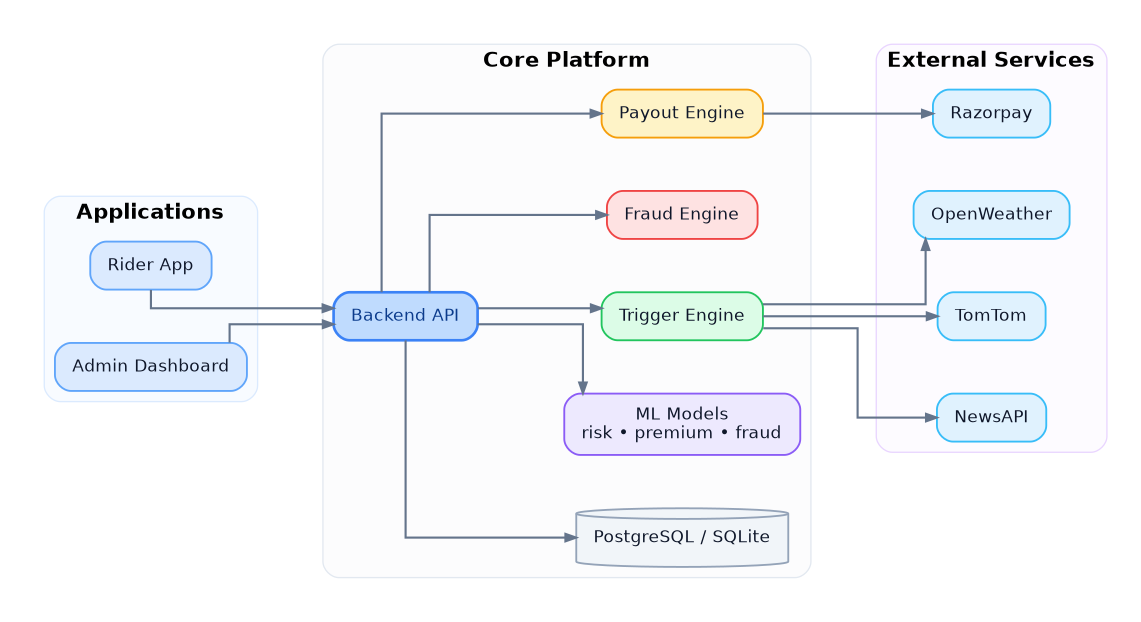 Applications
Rider App
Admin Dashboard
Core Platform
Backend API
Payout Engine
Fraud Engine
Trigger Engine
ML Models
risk • premium • fraud
PostgreSQL / SQLite
External Services
Razorpay
OpenWeather
TomTom
NewsAPI